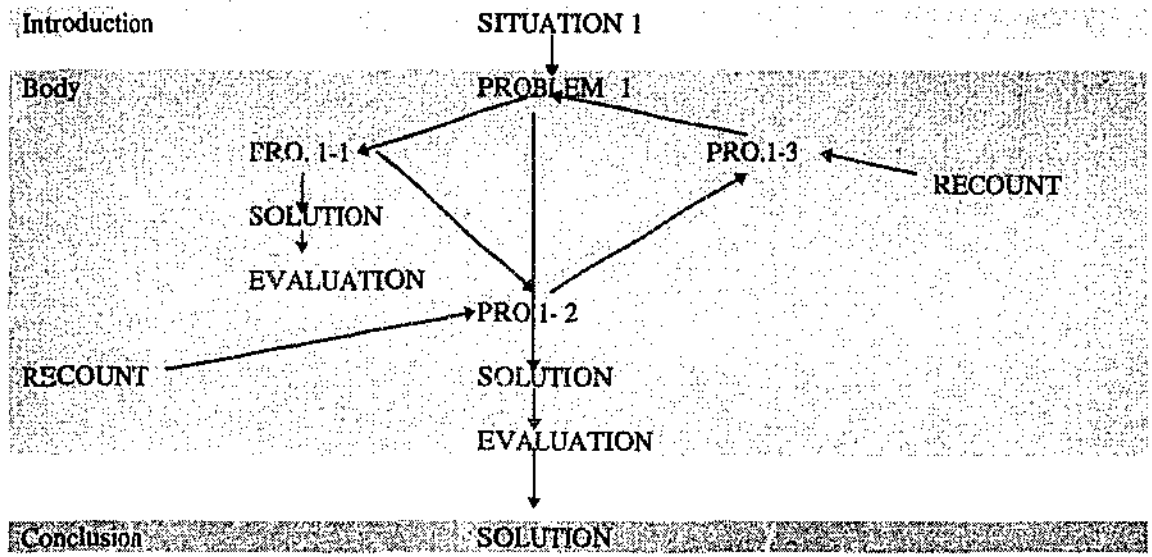 Introduction SITUATION 1
Body PROBLEM 1
PRO. 1-1 PRO.1-3
RECOUNT
SOLUTION
EVALUATION
PRO 1- 2
RECOUNT SOLUTION
EVALUATION
Conclusion SOLUTION